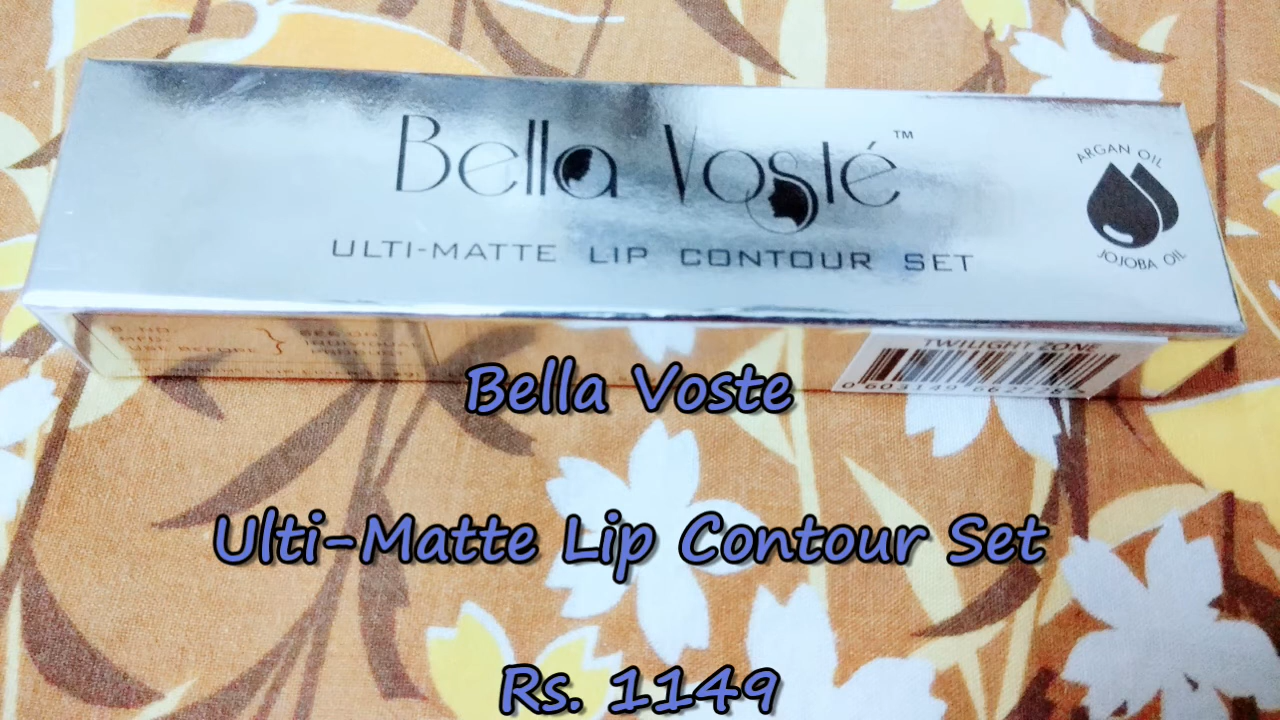 Bella Vosté™
ULTI-MATTE LIP CONTOUR SET
ARGAN OIL
JOJOBA OIL
B. NO.
TWILIGHT ZONE
Bella Voste
Ulti-Matte Lip Contour Set
Rs. 1149